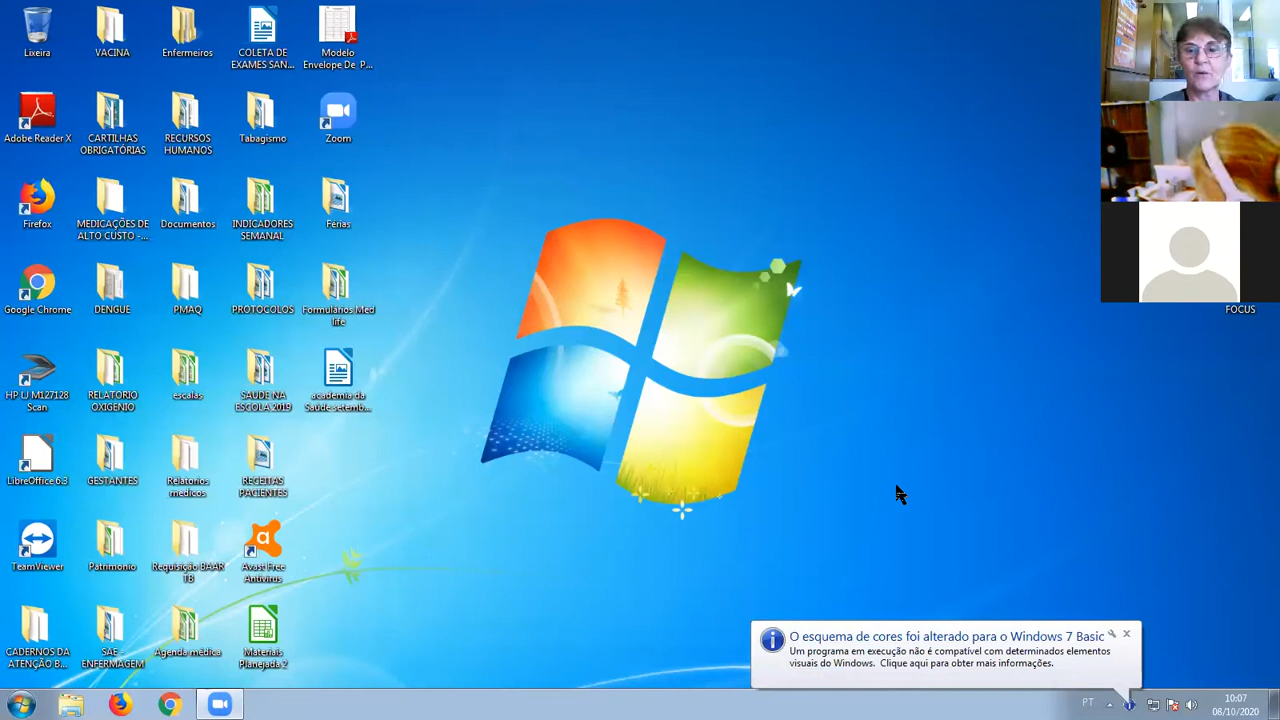 Lixeira
VACINA
Enfermeiros
COLETA DE
EXAMES SAN...
Modelo
Envelope De P...
Adobe Reader X
CARTILHAS
OBRIGATÓRIAS
RECURSOS
HUMANOS
Tabagismo
Zoom
Firefox
MEDICAÇÕES DE
ALTO CUSTO -...
Documentos
INDICADORES
SEMANAL
Férias
Google Chrome
DENGUE
PMAQ
PROTOCOLOS
Formulários Med
life
FOCUS
HP LJ M127128
Scan
RELATORIO
OXIGENIO
escalas
SAUDE NA
ESCOLA 2019
academia da
Saúde.setemb...
LibreOffice 6.3
GESTANTES
Relatorios
medicos
RECEITAS
PACIENTES
TeamViewer
Patrimonio
Requisição BAAR
TB
Avast Free
Antivirus
CADERNOS DA
ATENÇÃO B...
SAE -
ENFERMAGEM
Agenda médica
Materiais
Planejada 2
O esquema de cores foi alterado para o Windows 7 Basic
Um programa em execução não é compatível com determinados elementos
visuais do Windows. Clique aqui para obter mais informações.
PT
10:07
08/10/2020